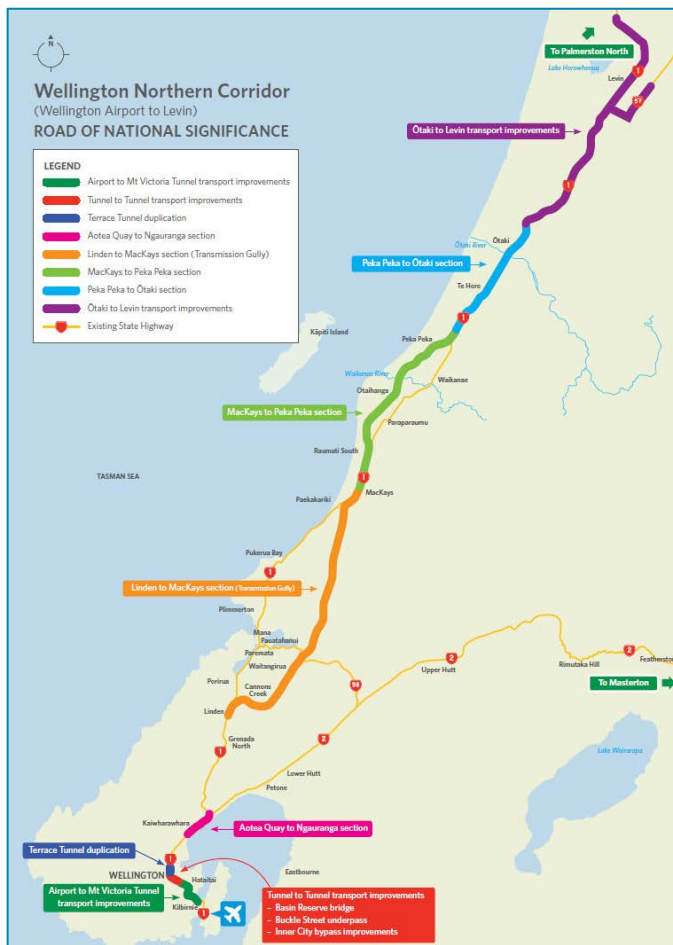 N
Wellington Northern Corridor
(Wellington Airport to Levin)
ROAD OF NATIONAL SIGNIFICANCE
LEGEND
Airport to Mt Victoria Tunnel transport improvements
Tunnel to Tunnel transport improvements
Terrace Tunnel duplication
Aotea Quay to Ngauranga section
Linden to MacKays section (Transmission Gully)
MacKays to Peka Peka section
Peka Peka to Ōtaki section
Ōtaki to Levin transport improvements
Existing State Highway
To Palmerston North
Lake Horowhenua
Levin
1
57
Ōtaki to Levin transport improvements
1
Ōtaki River
Ōtaki
Peka Peka to Ōtaki section
Te Horo
1
Kāpiti Island
Peka Peka
Waikanae River
Waikanae
Otaihanga
MacKays to Peka Peka section
Paraparaumu
Raumati South
TASMAN SEA
1
MacKays
Paekakariki
Pukerua Bay
1
Linden to MacKays section (Transmission Gully)
Plimmerton
Mana
Pauatahanui
Paremata
Waitangirua
2
2
Rimutaka Hill
Featherston
Upper Hutt
To Masterton
Porirua
Cannons
Creek
58
Linden
Grenada
North
1
2
Lake Wairarapa
Lower Hutt
Petone
Kaiwharawhara
Aotea Quay to Ngauranga section
Terrace Tunnel duplication
1
WELLINGTON
Hataitai
Eastbourne
Airport to Mt Victoria Tunnel
transport improvements
Kilbirnie
1
Tunnel to Tunnel transport improvements
– Basin Reserve bridge
– Buckle Street underpass
– Inner City bypass improvements